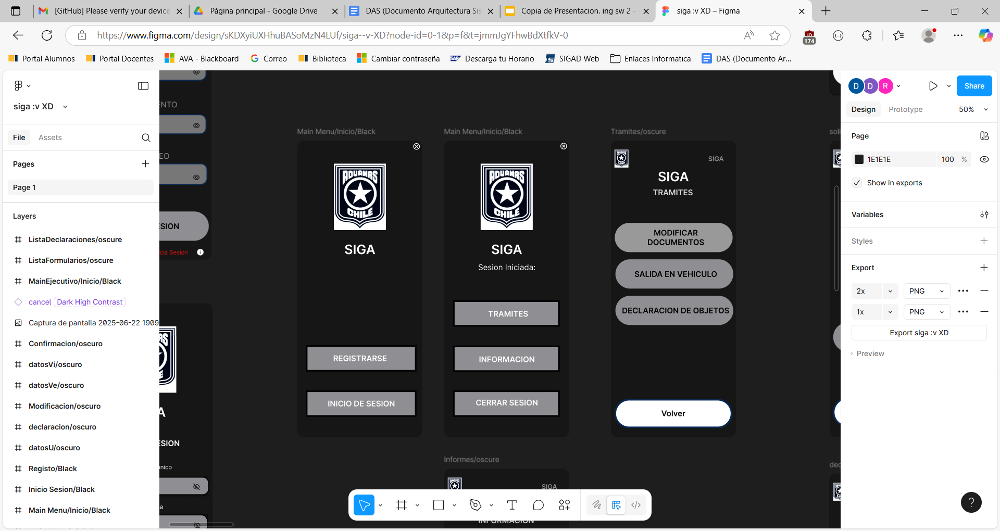 [GitHub] Please verify your device
Página principal - Google Drive
DAS (Documento Arquitectura Sis
Copia de Presentacion. ing sw 2 -
siga :v XD – Figma
https://www.figma.com/design/sKDXyiUXHhuBASoMzN4LUf/siga--v-XD?node-id=0-1&p=f&t=jmmJgYFhwBdXtfkV-0
174
Portal Alumnos
Portal Docentes
AVA - Blackboard
Correo
Biblioteca
Cambiar contraseña
Descarga tu Horario
SIGAD Web
Enlaces Informatica
DAS (Documento Ar...
siga :v XD
File
Assets
Pages
Page 1
Layers
ListaDeclaraciones/oscure
ListaFormularios/oscure
MainEjecutivo/Inicio/Black
cancel Dark High Contrast
Captura de pantalla 2025-06-22 1909
Confirmacion/oscuro
datosVi/oscuro
datosVe/oscuro
Modificacion/oscuro
declaracion/oscuro
datosU/oscuro
Registo/Black
Inicio Sesion/Black
Main Menu/Inicio/Black
ENTO
EO
ESION
cia Sesion
A
ESION
ónico
a
Main Menu/Inicio/Black
ADUANAS
CHILE
SIGA
REGISTRARSE
INICIO DE SESION
Main Menu/Inicio/Black
ADUANAS
CHILE
SIGA
Sesion Iniciada:
TRAMITES
INFORMACION
CERRAR SESION
Tramites/oscure
SIGA
SIGA
TRAMITES
MODIFICAR
DOCUMENTOS
SALIDA EN VEHICULO
DECLARACION DE OBJETOS
Volver
Informes/oscure
SIGA
INFORMACION
soli
dec
D
D
R
Share
Design
Prototype
50%
Page
1E1E1E
100
%
Show in exports
Variables
Styles
Export
2x
PNG
1x
PNG
Export siga :v XD
Preview
?